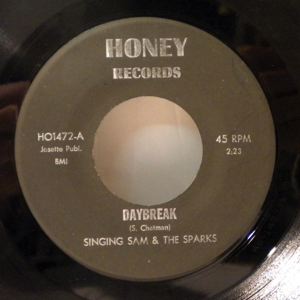 HONEY
RECORDS
HO1472-A
Josette Publ.
BMI
45 RPM
2:23
DAYBREAK
(S. Chatman)
SINGING SAM & THE SPARKS